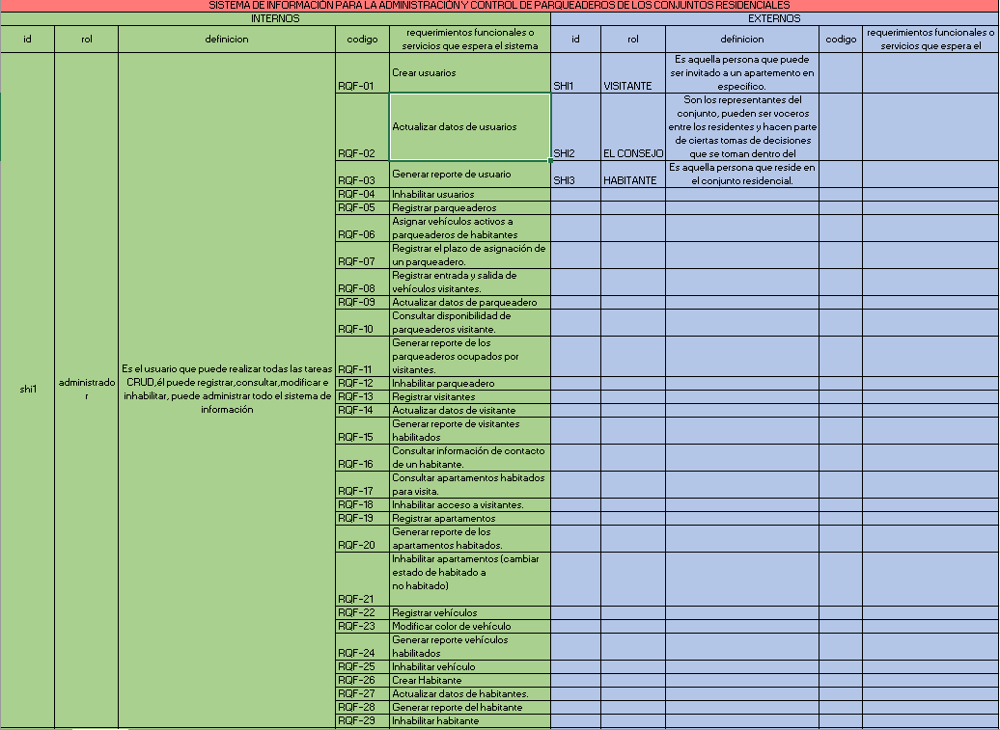 SISTEMA DE INFORMACIÓN PARA LA ADMINISTRACIÓN Y CONTROL DE PARQUEADEROS DE LOS CONJUNTOS RESIDENCIALES
INTERNOS
EXTERNOS
id
rol
definicion
codigo
requerimientos funcionales o
servicios que espera el sistema
id
rol
definicion
codigo
requerimientos funcionales o
servicios que espera el
shi1
administrado
r
Es el usuario que puede realizar todas las tareas
CRUD,él puede registrar,consultar,modificar e
inhabilitar, puede administrar todo el sistema de
información
RQF-01
Crear usuarios
SHI1
VISITANTE
Es aquella persona que puede
ser invitado a un apartemento en
especifico.
RQF-02
Actualizar datos de usuarios
SHI2
EL CONSEJO
Son los representantes del
conjunto, pueden ser voceros
entre los residentes y hacen parte
de ciertas tomas de decisiones
que se toman dentro del
RQF-03
Generar reporte de usuario
SHI3
HABITANTE
Es aquella persona que reside en
el conjunto residencial.
RQF-04
Inhabilitar usuarios
RQF-05
Registrar parqueaderos
RQF-06
Asignar vehículos activos a
parqueaderos de habitantes
RQF-07
Registrar el plazo de asignación de
un parqueadero.
RQF-08
Registrar entrada y salida de
vehículos visitantes.
RQF-09
Actualizar datos de parqueadero
RQF-10
Consultar disponibilidad de
parqueaderos visitante.
RQF-11
Generar reporte de los
parqueaderos ocupados por
visitantes.
RQF-12
Inhabilitar parqueadero
RQF-13
Registrar visitantes
RQF-14
Actualizar datos de visitante
RQF-15
Generar reporte de visitantes
habilitados
RQF-16
Consultar información de contacto
de un habitante.
RQF-17
Consultar apartamentos habitados
para visita.
RQF-18
Inhabilitar acceso a visitantes.
RQF-19
Registrar apartamentos
RQF-20
Generar reporte de los
apartamentos habitados.
RQF-21
Inhabilitar apartamentos (cambiar
estado de habitado a
no habitado)
RQF-22
Registrar vehículos
RQF-23
Modificar color de vehículo
RQF-24
Generar reporte vehículos
habilitados
RQF-25
Inhabilitar vehículo
RQF-26
Crear Habitante
RQF-27
Actualizar datos de habitantes.
RQF-28
Generar reporte del habitante
RQF-29
Inhabilitar habitante